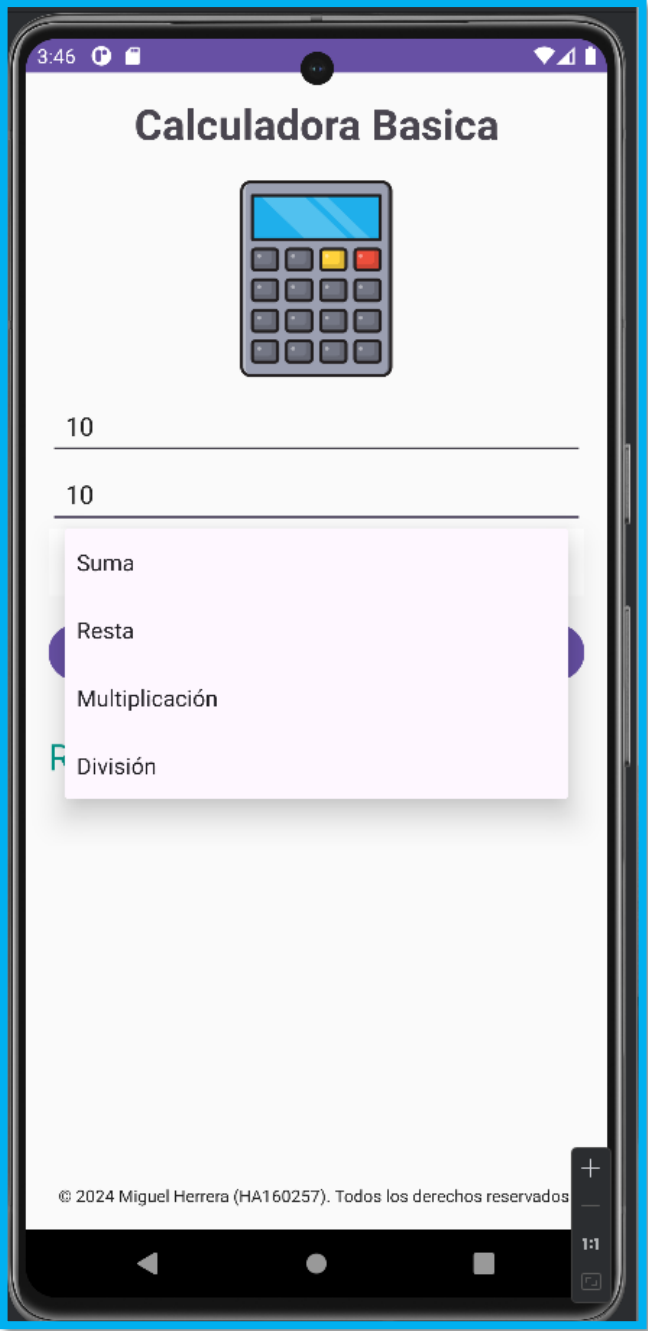 3:46
Calculadora Basica
10
10
Suma
Resta
Multiplicación
División
© 2024 Miguel Herrera (HA160257). Todos los derechos reservados
1:1